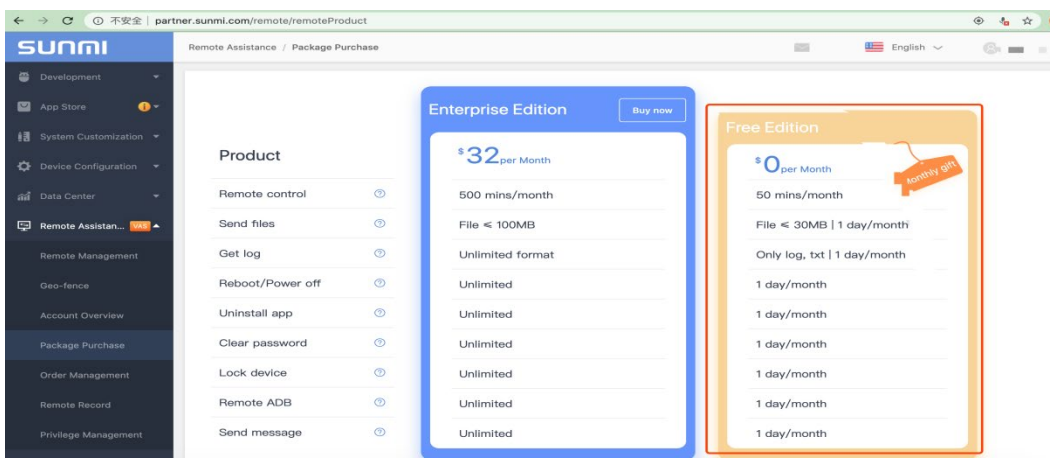 不安全 | partner.sunmi.com/remote/remoteProduct
SUNMI
Remote Assistance / Package Purchase
English
Development
App Store
System Customization
Device Configuration
Data Center
Remote Assistan... VAS
Remote Management
Geo-fence
Account Overview
Package Purchase
Order Management
Remote Record
Privilege Management
Enterprise Edition Buy now
Free Edition
Product $32 per Month $0 per Month
Monthly gift
Remote control 500 mins/month 50 mins/month
Send files File ≤ 100MB File ≤ 30MB | 1 day/month
Get log Unlimited format Only log, txt | 1 day/month
Reboot/Power off Unlimited 1 day/month
Uninstall app Unlimited 1 day/month
Clear password Unlimited 1 day/month
Lock device Unlimited 1 day/month
Remote ADB Unlimited 1 day/month
Send message Unlimited 1 day/month